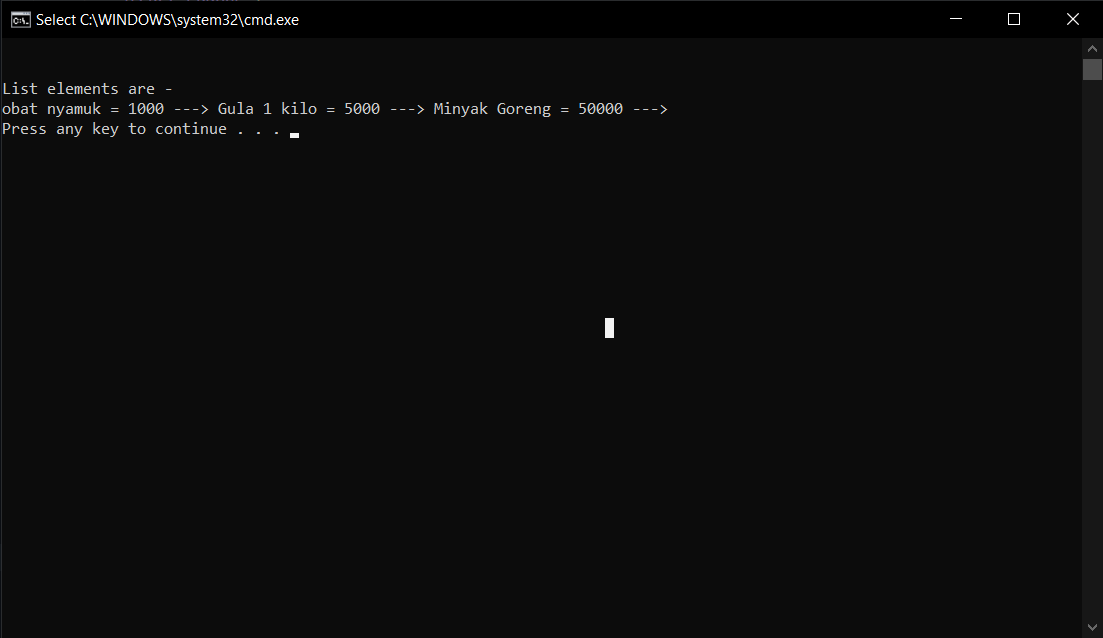 Select C:\WINDOWS\system32\cmd.exe
List elements are -
obat nyamuk = 1000 ---> Gula 1 kilo = 5000 ---> Minyak Goreng = 50000 --->
Press any key to continue . . .